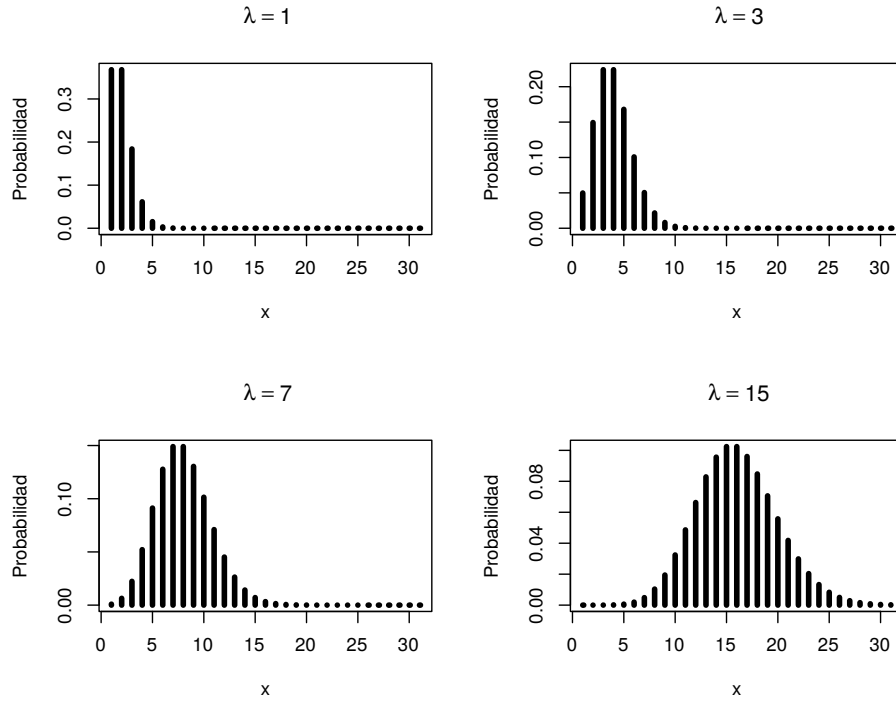 λ = 1
Probabilidad
0.0 0.1 0.2 0.3
0 5 10 15 20 25 30
x
λ = 3
Probabilidad
0.00 0.10 0.20
0 5 10 15 20 25 30
x
λ = 7
Probabilidad
0.00 0.10
0 5 10 15 20 25 30
x
λ = 15
Probabilidad
0.00 0.04 0.08
0 5 10 15 20 25 30
x